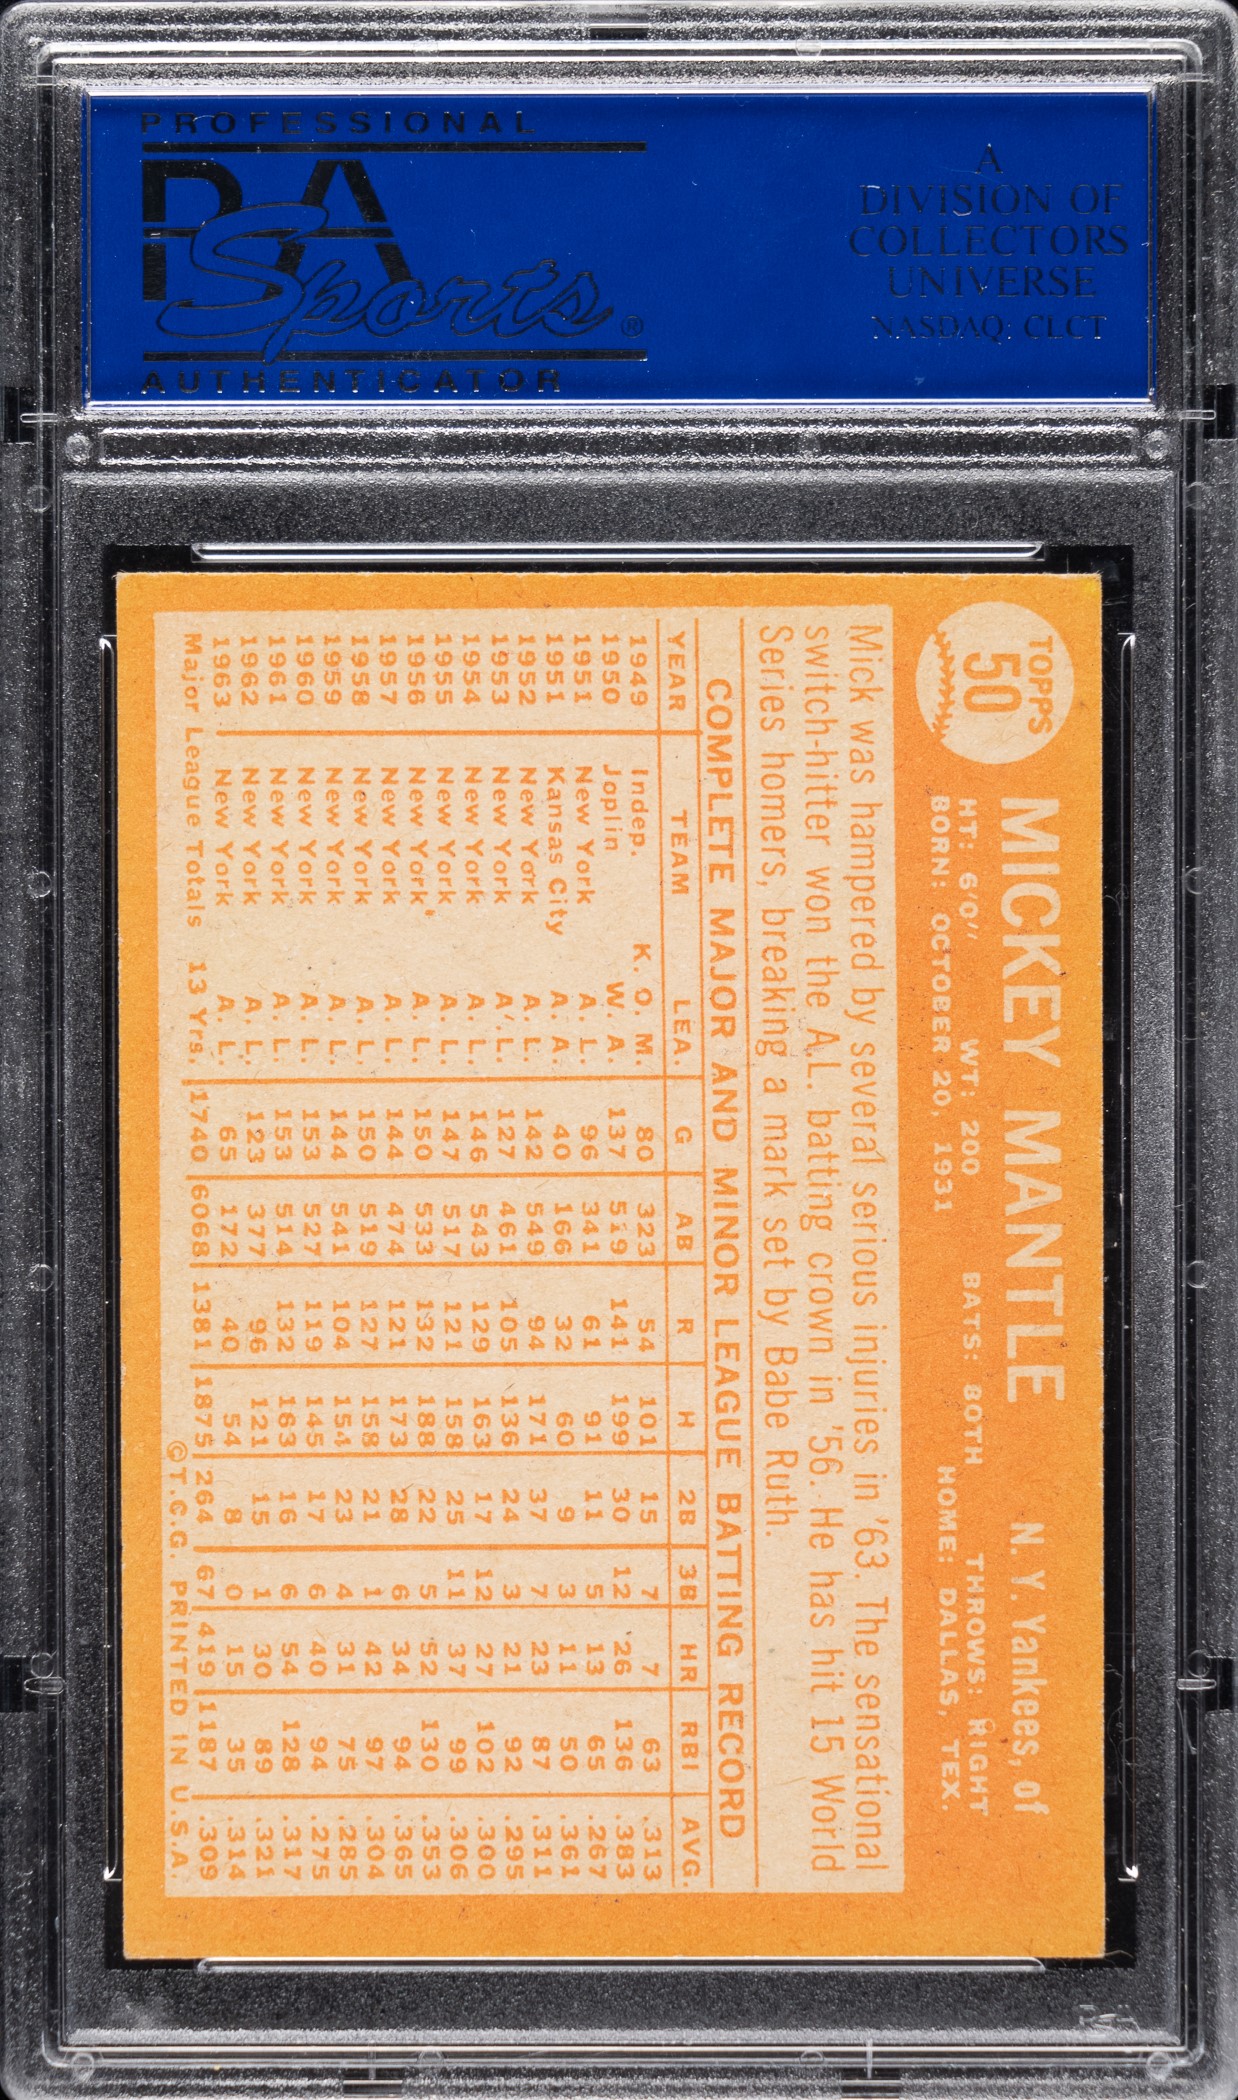 PROFESSIONAL
PSA
Sports®
AUTHENTICATOR
A
DIVISION OF
COLLECTORS
UNIVERSE
NASDAQ: CLCT
TOPPS
50
MICKEY MANTLE N. Y. Yankees, of
HT: 6'0" WT: 200 BATS: BOTH THROWS: RIGHT
BORN: OCTOBER 20, 1931 HOME: DALLAS, TEX.
Mick was hampered by several serious injuries in '63. The sensational
switch-hitter won the A.L. batting crown in '56. He has hit 15 World
Series homers, breaking a mark set by Babe Ruth.
COMPLETE MAJOR AND MINOR LEAGUE BATTING RECORD
YEAR TEAM LEA. G AB R H 2B 3B HR RBI AVG.
1949 Indep. K. O. M. 80 323 54 101 15 7 7 63 .313
1950 Joplin W. A. 137 519 141 199 30 12 26 136 .383
1951 New York A. L. 96 341 61 91 11 5 13 65 .267
1951 Kansas City A. A. 40 166 32 60 9 3 11 50 .361
1952 New York A. L. 142 549 94 171 37 7 23 87 .311
1953 New York A. L. 127 461 105 136 24 3 21 92 .295
1954 New York A. L. 146 543 129 163 17 12 27 102 .300
1955 New York A. L. 147 517 121 158 25 11 37 99 .306
1956 New York A. L. 150 533 132 188 22 5 52 130 .353
1957 New York A. L. 144 474 121 173 28 6 34 94 .365
1958 New York A. L. 150 519 127 158 21 1 42 97 .304
1959 New York A. L. 144 541 104 154 23 4 31 75 .285
1960 New York A. L. 153 527 119 145 17 6 40 94 .275
1961 New York A. L. 153 514 132 163 16 6 54 128 .317
1962 New York A. L. 123 377 96 121 15 1 30 89 .321
1963 New York A. L. 65 172 40 54 8 0 15 35 .314
Major League Totals 13 Yrs. 1740 6068 1381 1875 264 67 419 1187 .309
©T.C.G. PRINTED IN U.S.A.